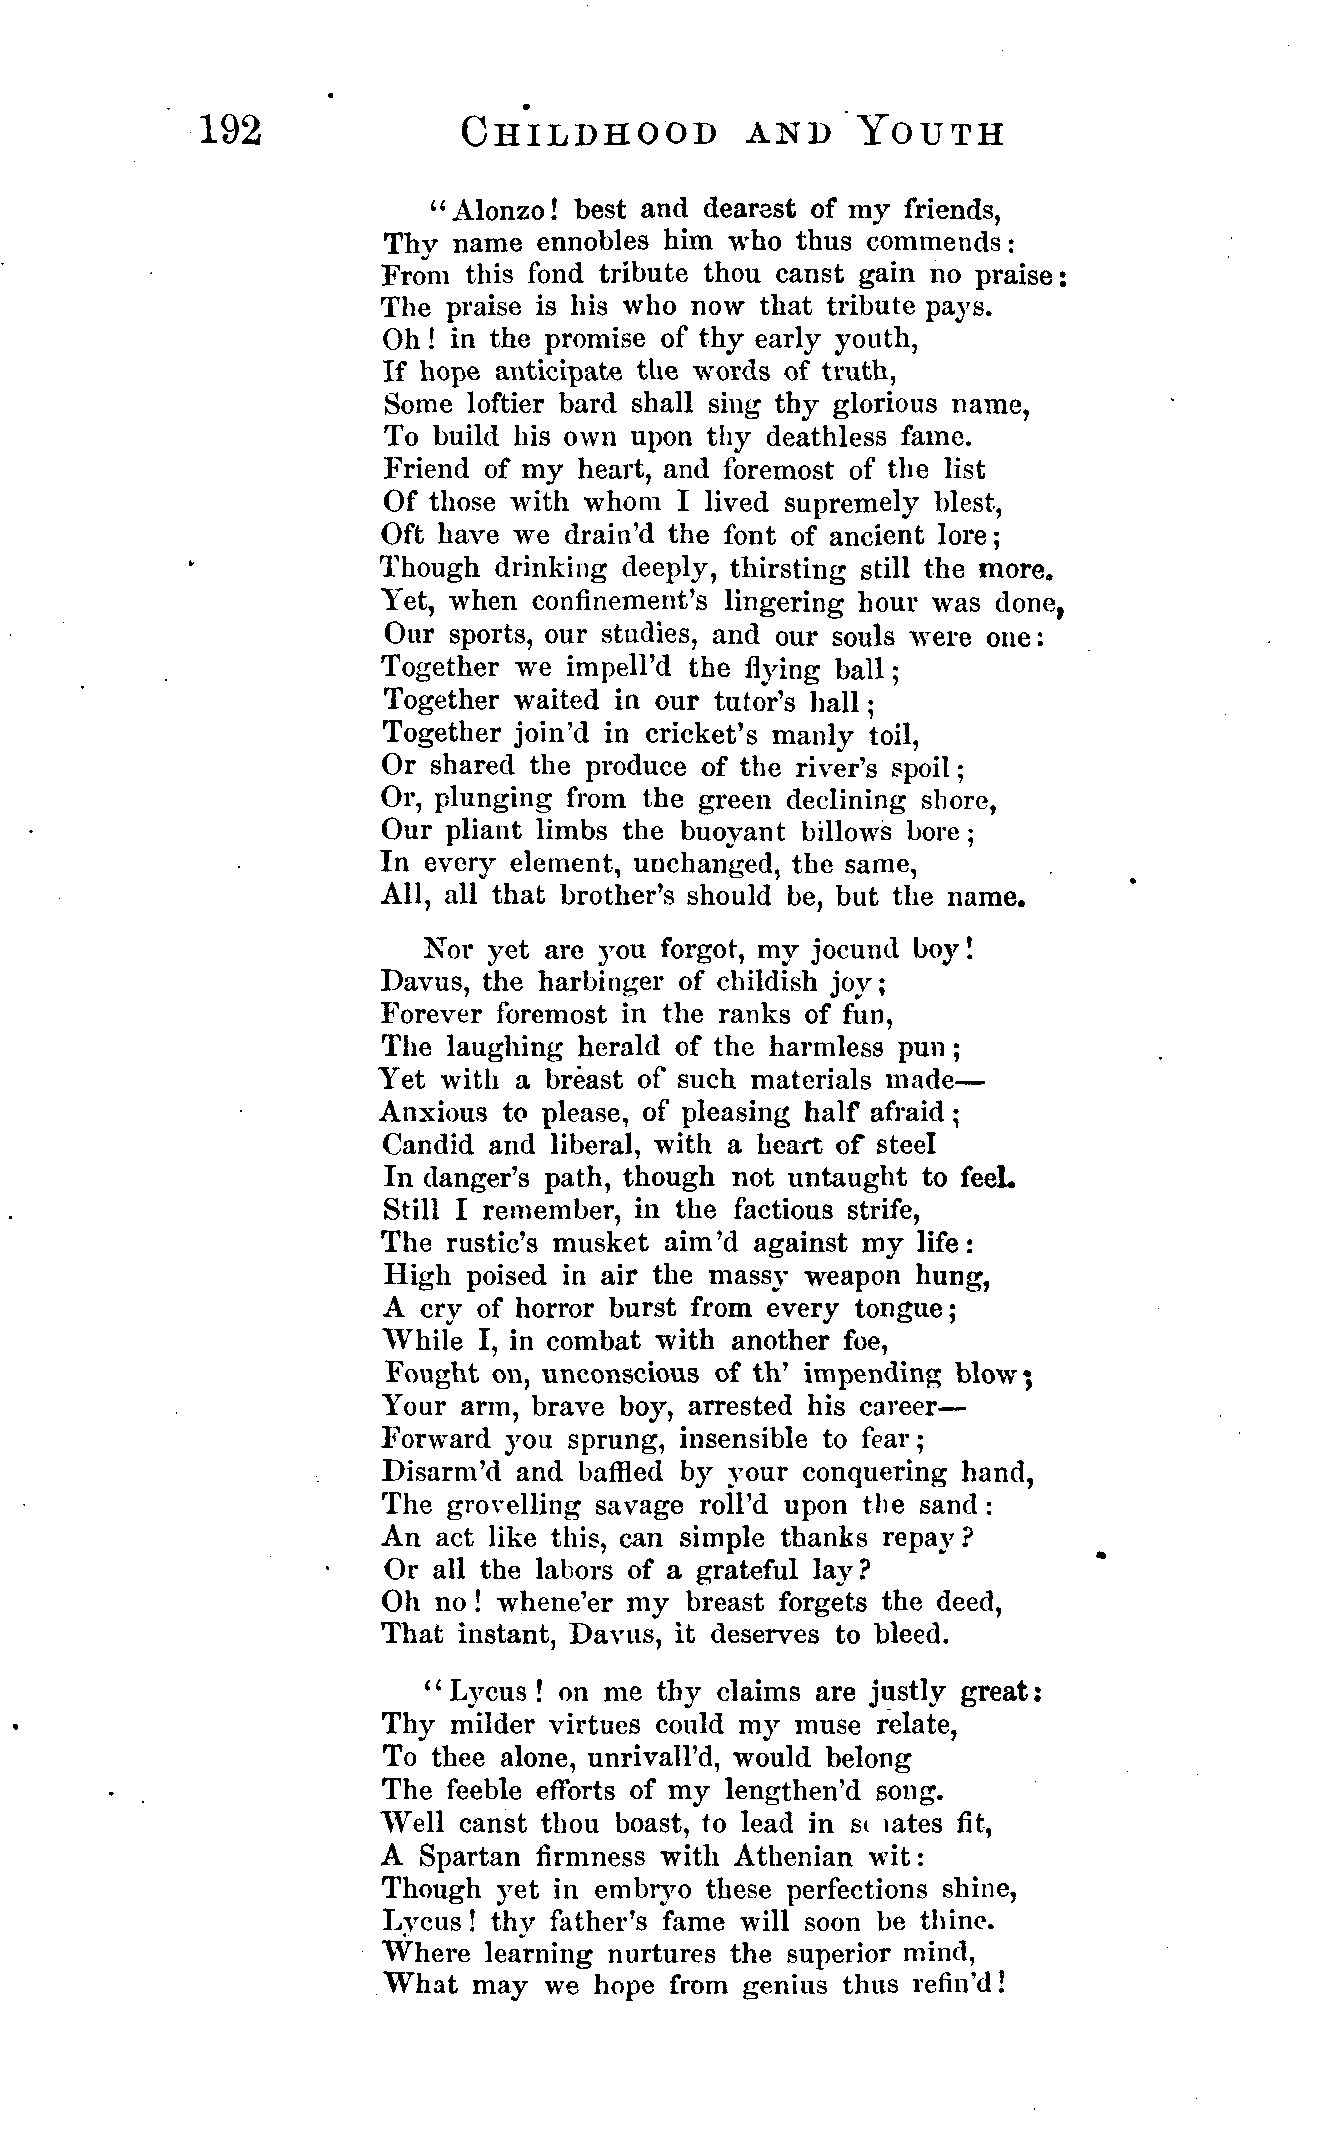 192 CHILDHOOD AND YOUTH
"Alonzo! best and dearest of my friends,
Thy name ennobles him who thus commends:
From this fond tribute thou canst gain no praise:
The praise is his who now that tribute pays.
Oh! in the promise of thy early youth,
If hope anticipate the words of truth,
Some loftier bard shall sing thy glorious name,
To build his own upon thy deathless fame.
Friend of my heart, and foremost of the list
Of those with whom I lived supremely blest,
Oft have we drain'd the font of ancient lore;
Though drinking deeply, thirsting still the more.
Yet, when confinement's lingering hour was done,
Our sports, our studies, and our souls were one:
Together we impell'd the flying ball;
Together waited in our tutor's hall;
Together join'd in cricket's manly toil,
Or shared the produce of the river's spoil;
Or, plunging from the green declining shore,
Our pliant limbs the buoyant billows bore;
In every element, unchanged, the same,
All, all that brother's should be, but the name.
Nor yet are you forgot, my jocund boy!
Davus, the harbinger of childish joy;
Forever foremost in the ranks of fun,
The laughing herald of the harmless pun;
Yet with a breast of such materials made—
Anxious to please, of pleasing half afraid;
Candid and liberal, with a heart of steel
In danger's path, though not untaught to feel.
Still I remember, in the factious strife,
The rustic's musket aim'd against my life:
High poised in air the massy weapon hung,
A cry of horror burst from every tongue;
While I, in combat with another foe,
Fought on, unconscious of th' impending blow;
Your arm, brave boy, arrested his career—
Forward you sprung, insensible to fear;
Disarm'd and baffled by your conquering hand,
The grovelling savage roll'd upon the sand:
An act like this, can simple thanks repay?
Or all the labors of a grateful lay?
Oh no! whene'er my breast forgets the deed,
That instant, Davus, it deserves to bleed.
"Lycus! on me thy claims are justly great:
Thy milder virtues could my muse relate,
To thee alone, unrivall'd, would belong
The feeble efforts of my lengthen'd song.
Well canst thou boast, to lead in fit,
A Spartan firmness with Athenian wit:
Though yet in embryo these perfections shine,
Lycus! thy father's fame will soon be thine.
Where learning nurtures the superior mind,
What may we hope from genius thus refin'd!